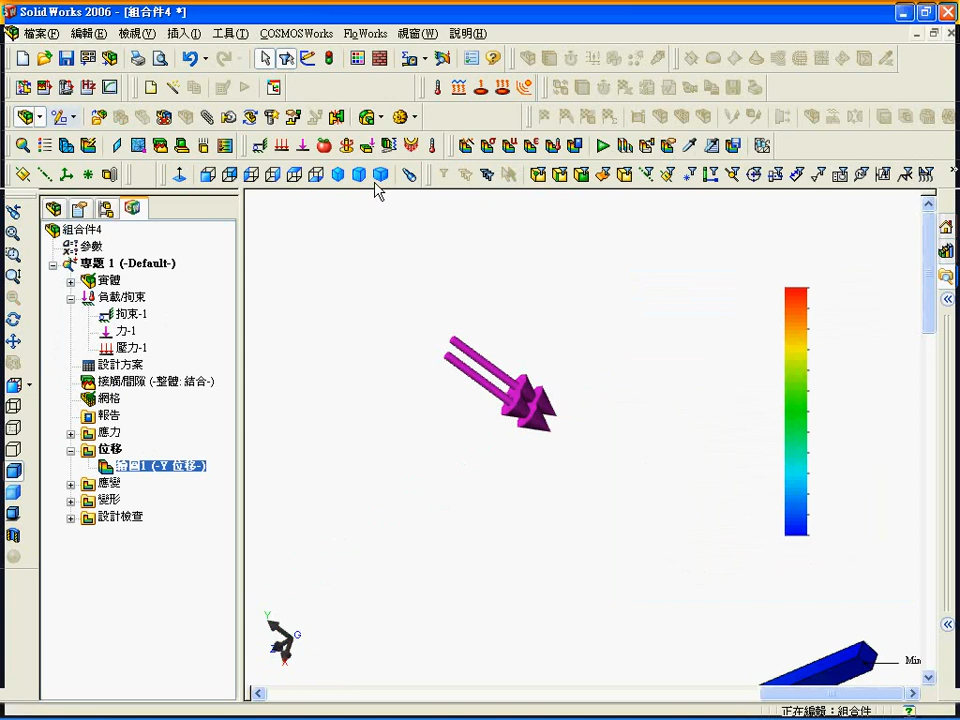 SolidWorks 2006 - [組合件4 *]
檔案(F) 編輯(E) 檢視(V) 插入(I) 工具(T) COSMOSWorks FloWorks 視窗(W) 說明(H)
組合件4
參數
專題 1 (-Default-)
實體
負載/拘束
拘束-1
力-1
壓力-1
設計方案
接觸/間隙 (-整體: 結合-)
網格
報告
應力
位移
繪圖1 (-Y 位移-)
應變
變形
設計檢查
Y
G
Z
X
Min
正在編輯：組合件